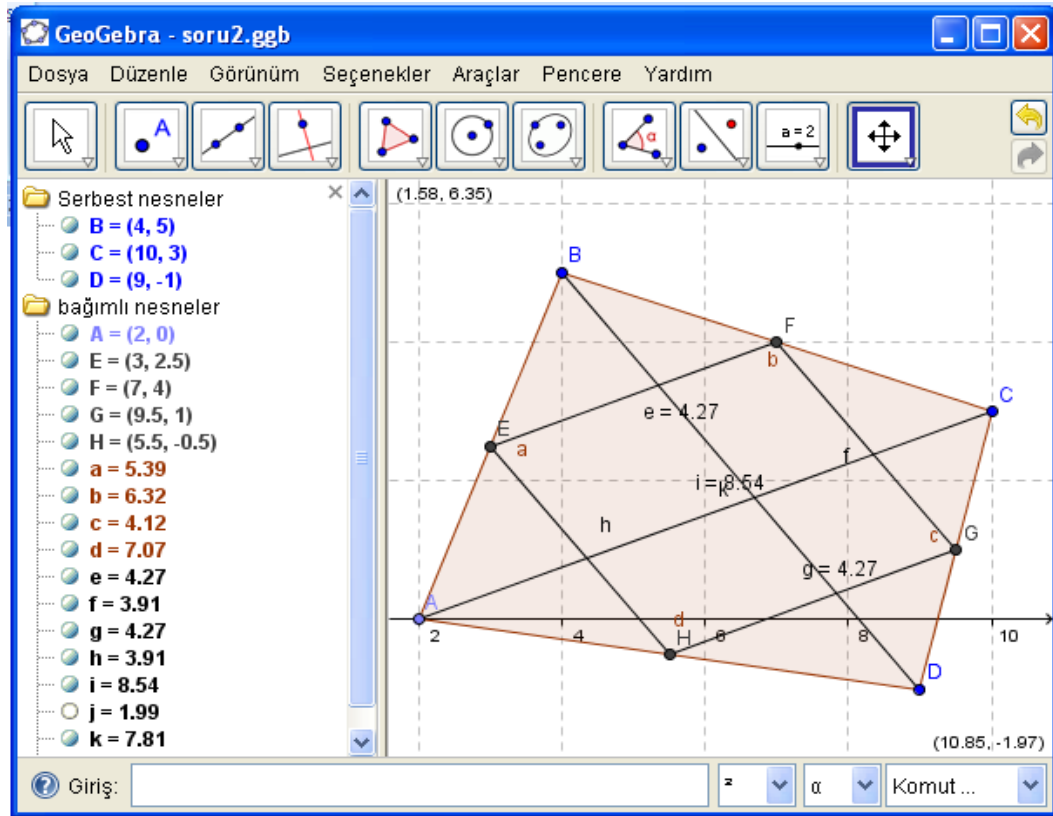 GeoGebra - soru2.ggb
Dosya Düzenle Görünüm Seçenekler Araçlar Pencere Yardım
A
α
a = 2
Serbest nesneler
B = (4, 5)
C = (10, 3)
D = (9, -1)
bağımlı nesneler
A = (2, 0)
E = (3, 2.5)
F = (7, 4)
G = (9.5, 1)
H = (5.5, -0.5)
a = 5.39
b = 6.32
c = 4.12
d = 7.07
e = 4.27
f = 3.91
g = 4.27
h = 3.91
i = 8.54
j = 1.99
k = 7.81
(1.58, 6.35)
B
F
b
C
e = 4.27
E
a
f
i = 8.54
k
h
c G
g = 4.27
A
d
2 4 H 6 8 10
D
(10.85, -1.97)
Giriş: ² α Komut ...